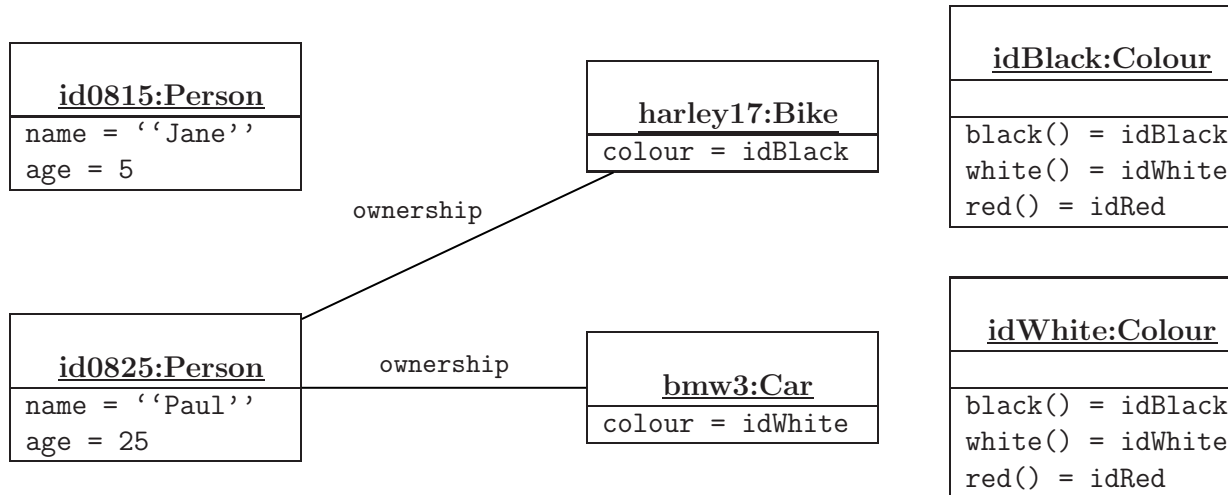 id0815:Person
name = ‘‘Jane’’
age = 5
harley17:Bike
colour = idBlack
idBlack:Colour
black() = idBlack
white() = idWhite
red() = idRed
ownership
id0825:Person
name = ‘‘Paul’’
age = 25
ownership
bmw3:Car
colour = idWhite
idWhite:Colour
black() = idBlack
white() = idWhite
red() = idRed